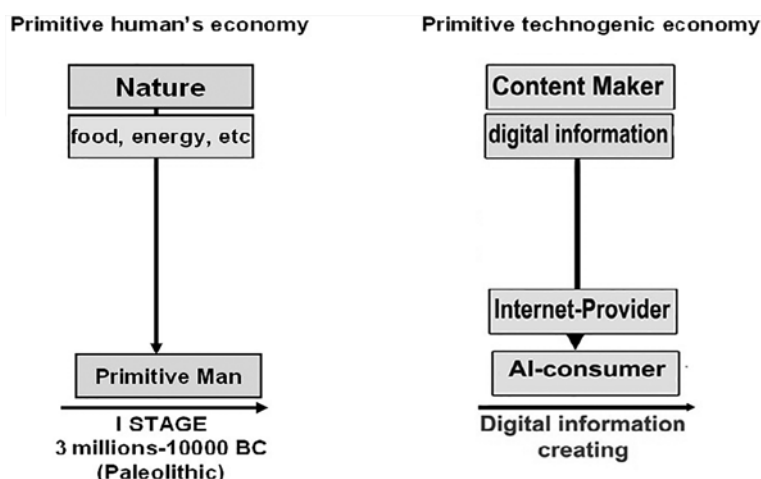 Primitive human's economy
Nature
food, energy, etc
Primitive Man
I STAGE
3 millions-10000 BC
(Paleolithic)
Primitive technogenic economy
Content Maker
digital information
Internet-Provider
AI-consumer
Digital information
creating